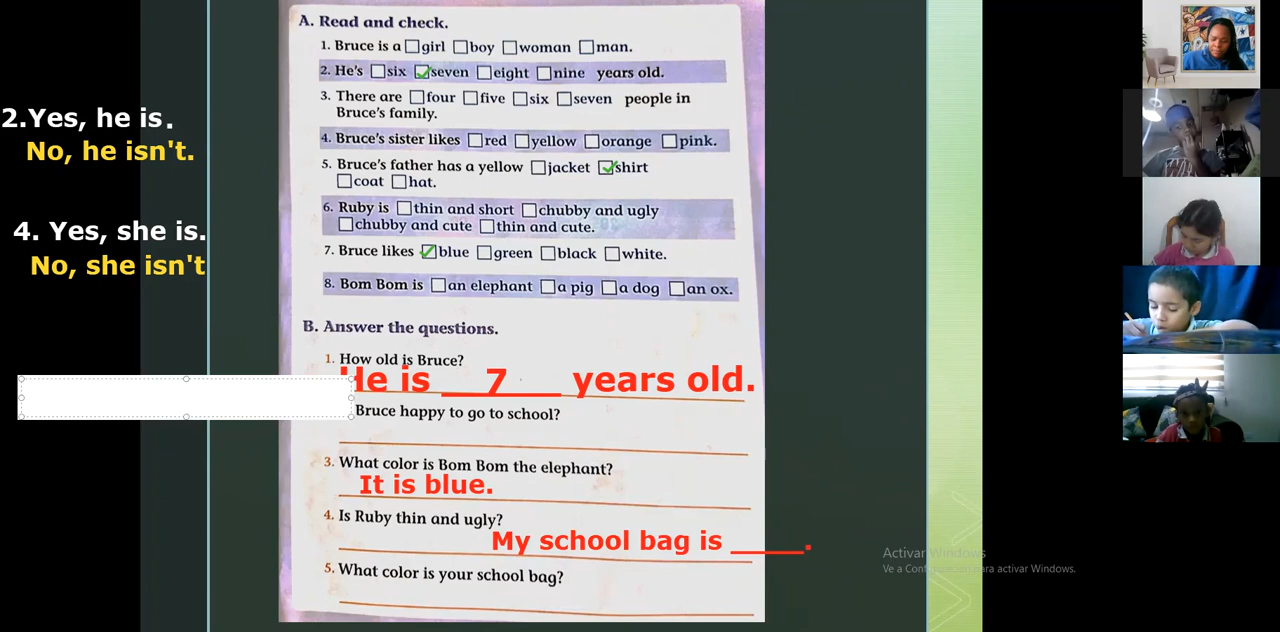 A. Read and check.
1. Bruce is a girl boy woman man.
2. He's six seven eight nine years old.
3. There are four five six seven people in
Bruce's family.
4. Bruce's sister likes red yellow orange pink.
5. Bruce's father has a yellow jacket shirt
coat hat.
6. Ruby is thin and short chubby and ugly
chubby and cute thin and cute.
7. Bruce likes blue green black white.
8. Bom Bom is an elephant a pig a dog an ox.
2.Yes, he is.
No, he isn't.
4. Yes, she is.
No, she isn't
B. Answer the questions.
1. How old is Bruce?
He is ___7___ years old.
Bruce happy to go to school?
3. What color is Bom Bom the elephant?
It is blue.
4. Is Ruby thin and ugly?
My school bag is _____.
5. What color is your school bag?
Activar Windows
Ve a para activar Windows.